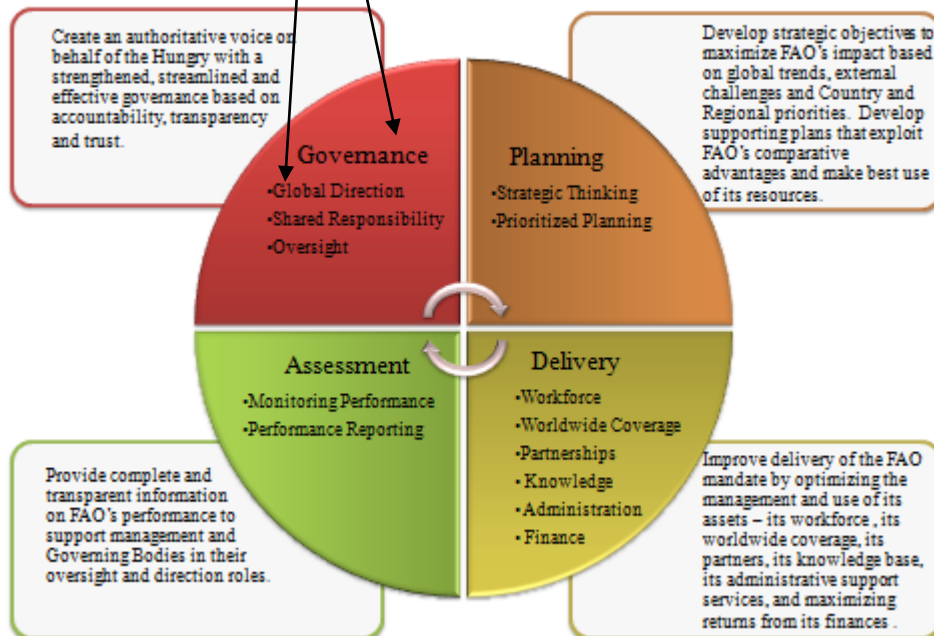 Create an authoritative voice on
behalf of the Hungry with a
strengthened, streamlined and
effective governance based on
accountability, transparency
and trust.
Develop strategic objectives to
maximize FAO's impact based
on global trends, external
challenges and Country and
Regional priorities. Develop
supporting plans that exploit
FAO's comparative
advantages and make best use
of its resources.
Governance
•Global Direction
•Shared Responsibility
•Oversight
Planning
•Strategic Thinking
•Prioritized Planning
Assessment
•Monitoring Performance
•Performance Reporting
Delivery
•Workforce
•Worldwide Coverage
•Partnerships
• Knowledge
•Administration
• Finance
Provide complete and
transparent information
on FAO's performance to
support management and
Governing Bodies in their
oversight and direction roles.
Improve delivery of the FAO
mandate by optimizing the
management and use of its
assets – its workforce , its
worldwide coverage, its
partners, its knowledge base,
its administrative support
services, and maximizing
returns from its finances .